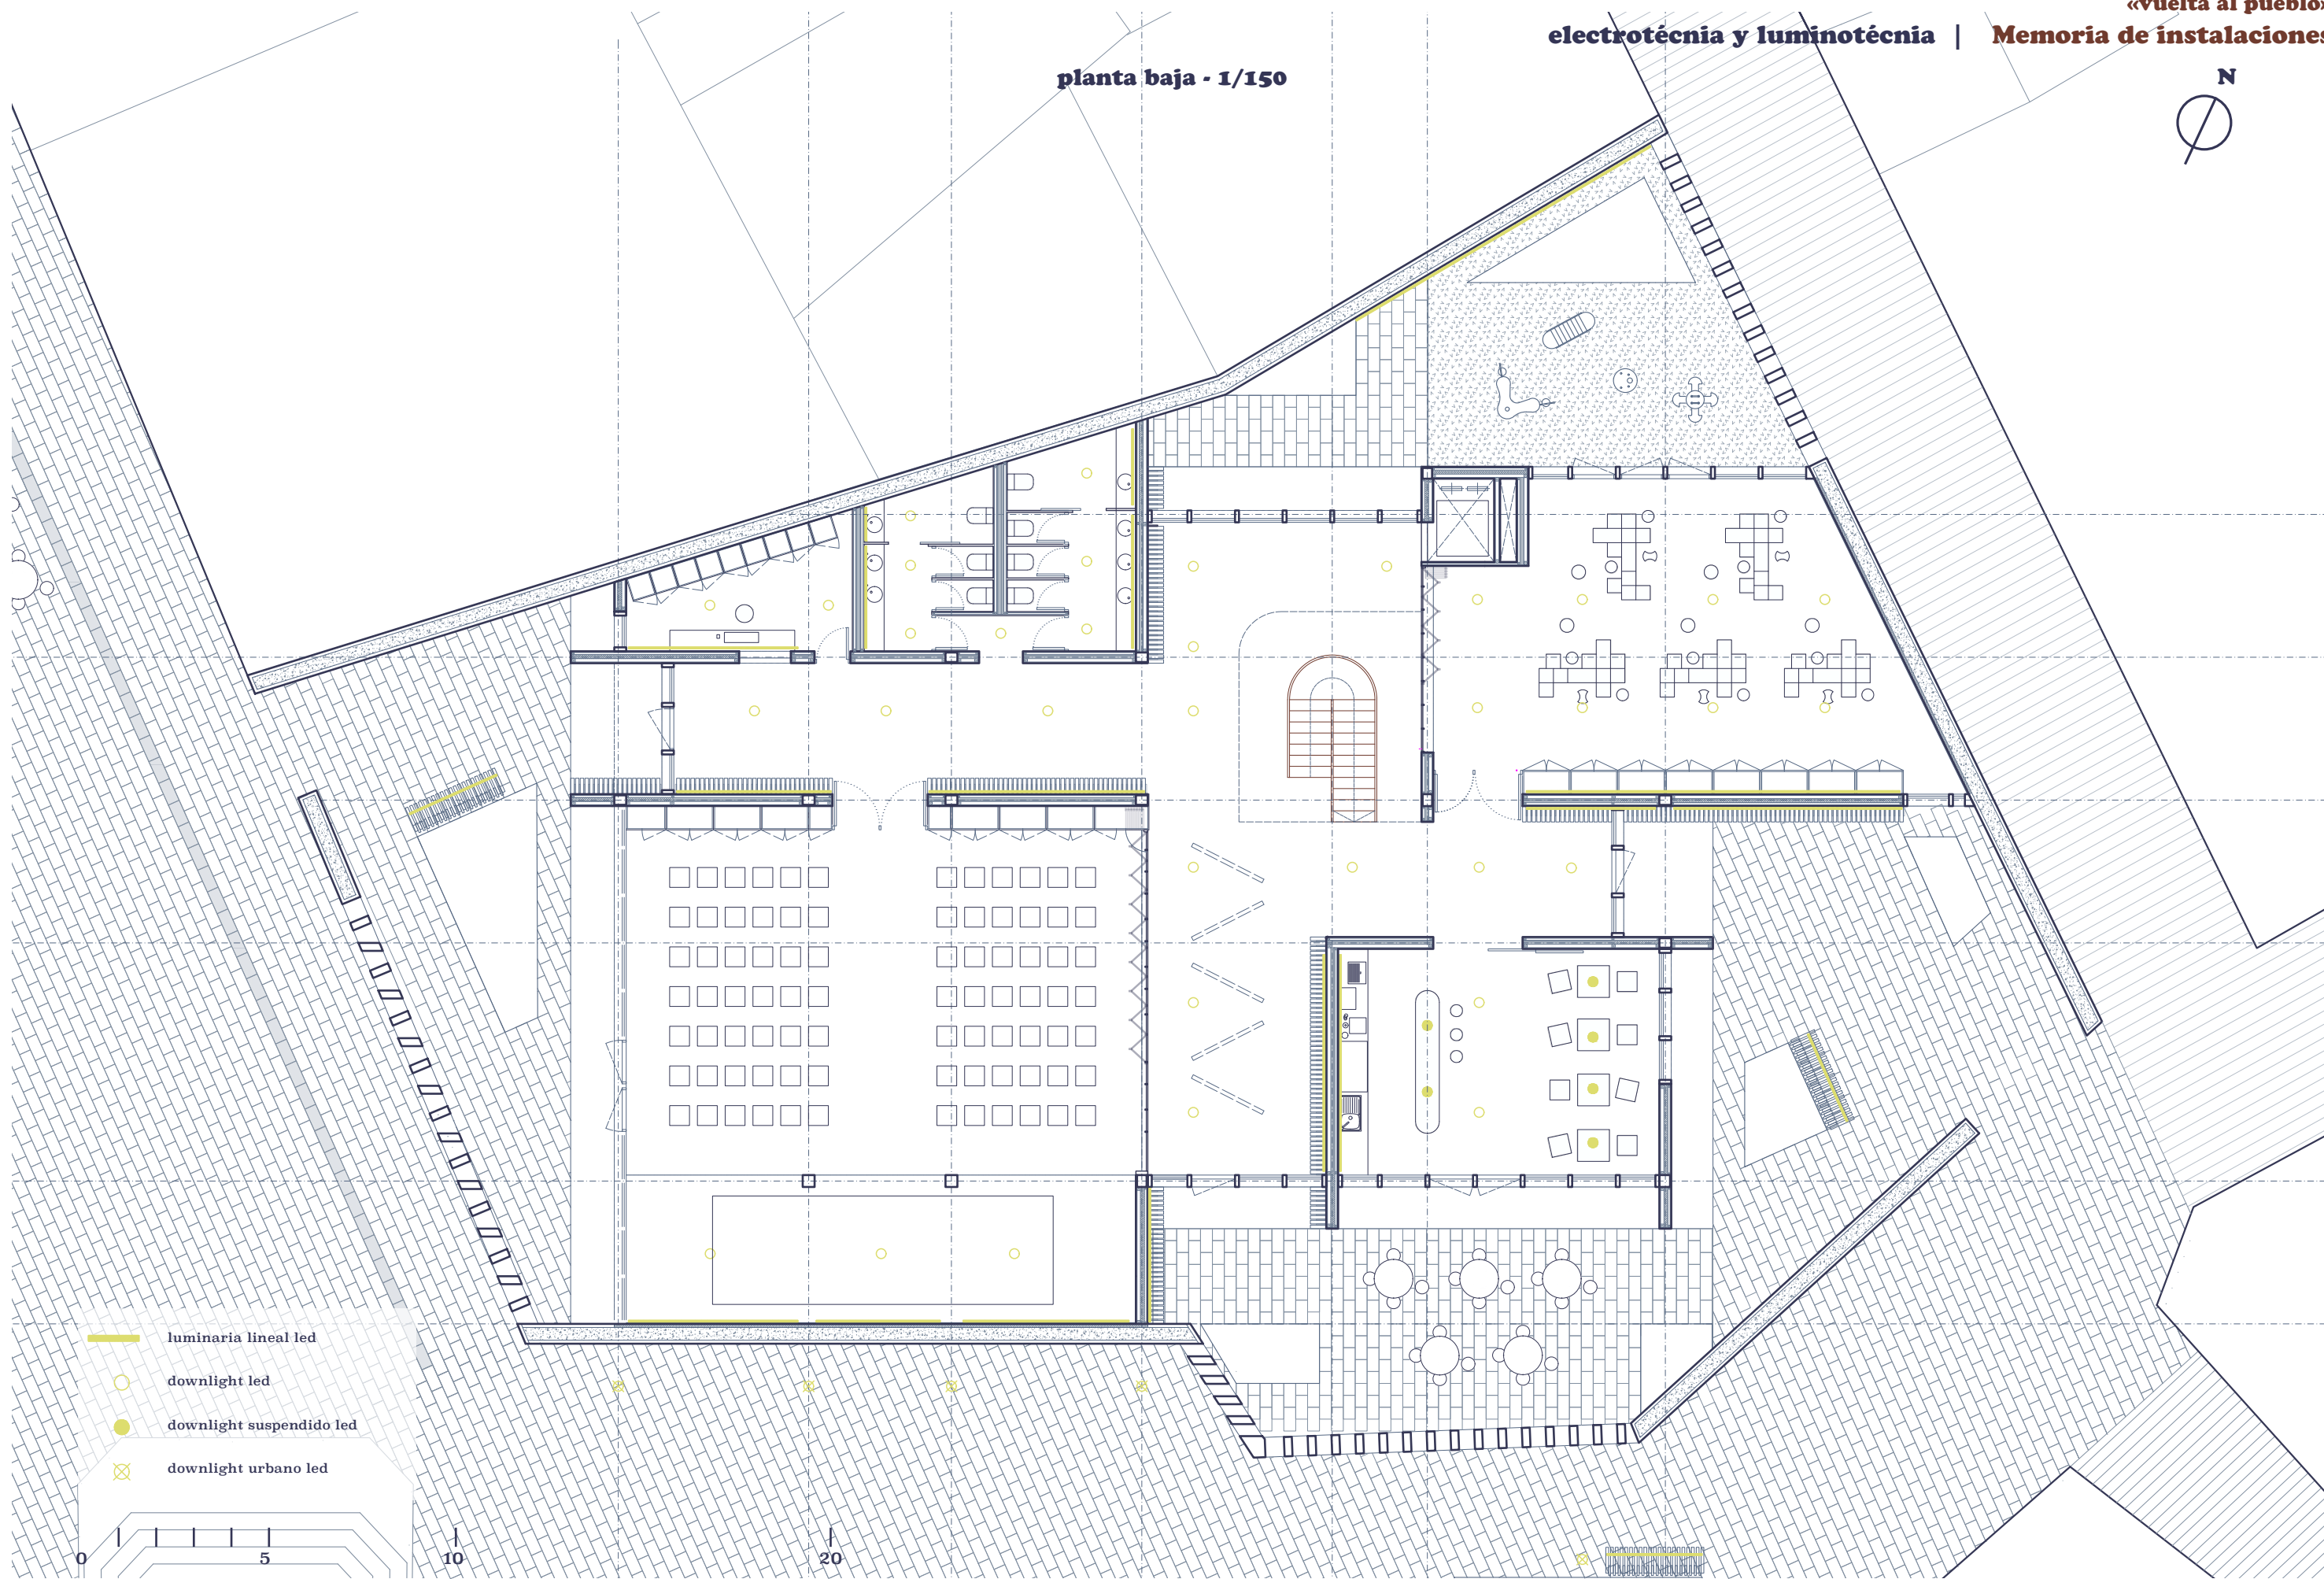 «vuelta al pueblo»
electrotécnia y luminotécnia | Memoria de instalaciones
planta baja - 1/150
N
luminaria lineal led
downlight led
downlight suspendido led
downlight urbano led
0 5 10 20